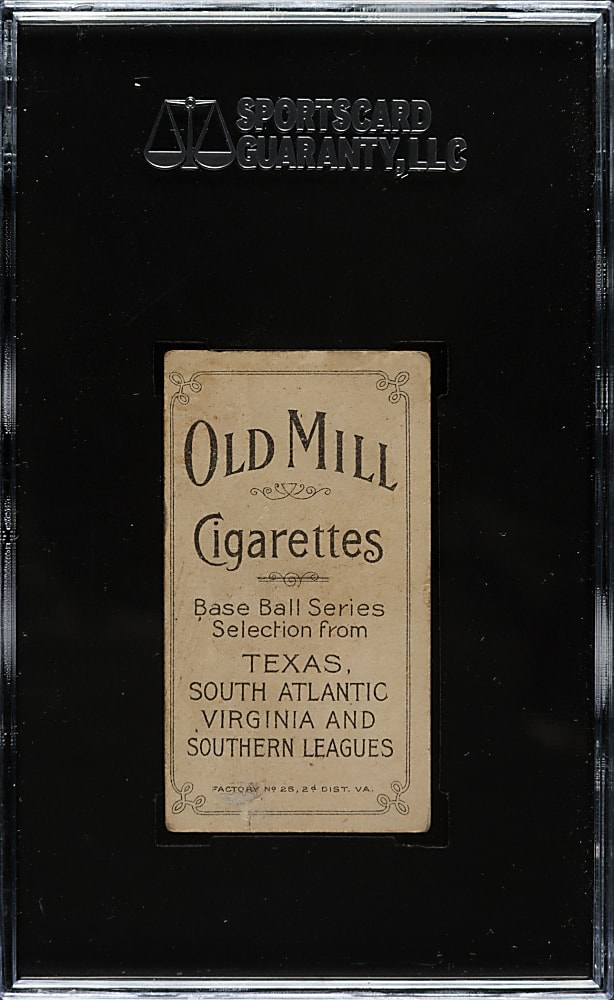 SPORTSCARD
GUARANTY, LLC
OLD MILL
Cigarettes
Base Ball Series
Selection from
TEXAS,
SOUTH ATLANTIC
VIRGINIA AND
SOUTHERN LEAGUES
FACTORY Nº 25, 2ᵈ DIST. VA.